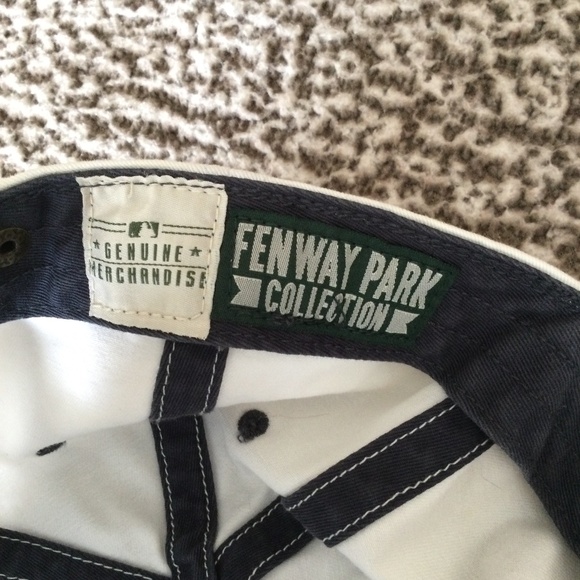 GENUINE
MERCHANDISE
FENWAY PARK
COLLECTION